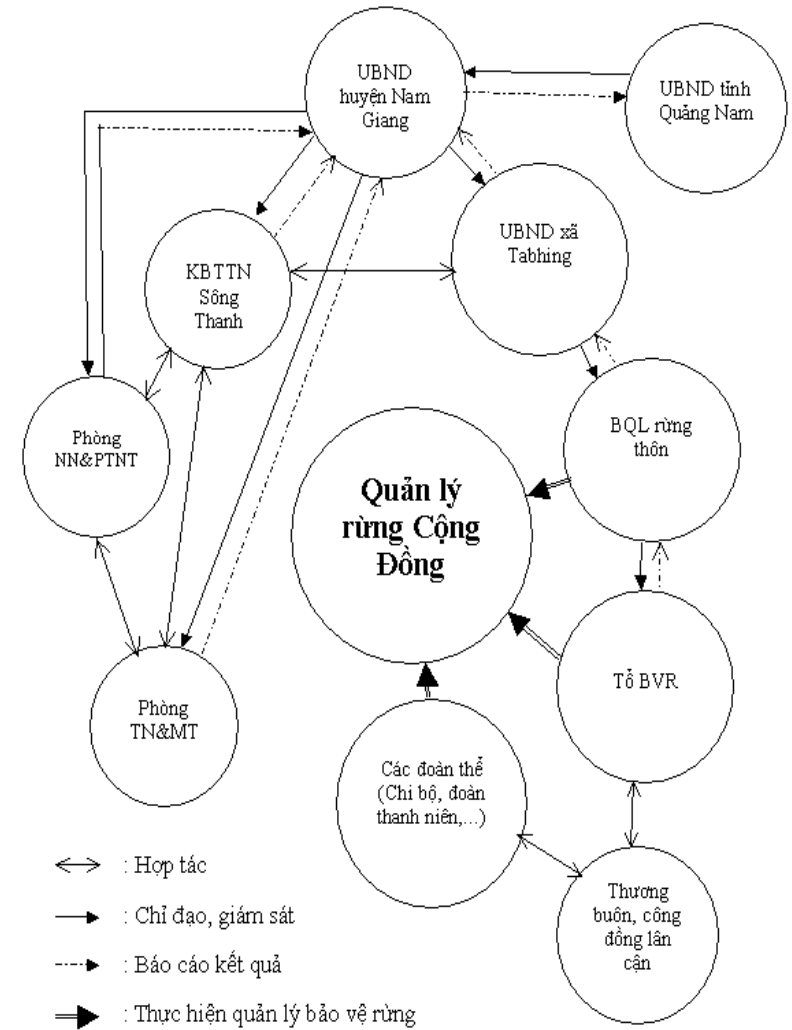 UBND
huyện Nam
Giang
UBND tỉnh
Quảng Nam
UBND xã
Tabhing
KBTTN
Sông
Thanh
BQL rừng
thôn
Phòng
NN&PTNT
Quản lý
rừng Cộng
Đồng
Tổ BVR
Phòng
TN&MT
Các đoàn thể
(Chi bộ, đoàn
thanh niên,...)
Thương
buôn, công
đồng lân
cận
: Hợp tác
: Chỉ đạo, giám sát
: Báo cáo kết quả
: Thực hiện quản lý bảo vệ rừng